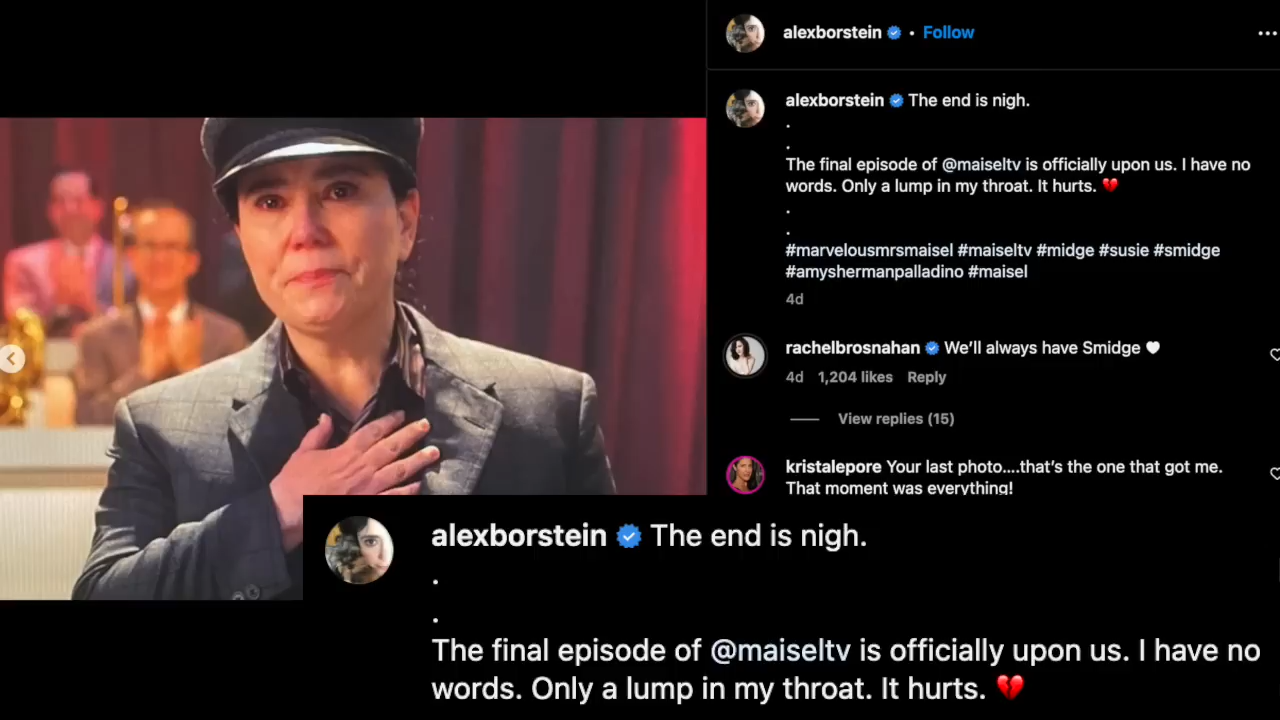 alexborstein • Follow
alexborstein The end is nigh.
.
.
The final episode of @maiseltv is officially upon us. I have no
words. Only a lump in my throat. It hurts. 💔
.
.
#marvelousmrsmaisel #maiseltv #midge #susie #smidge
#amyshermanpalladino #maisel
4d
rachelbrosnahan We'll always have Smidge 🤍
4d 1,204 likes Reply
View replies (15)
kristalepore Your last photo....that's the one that got me.
That moment was everything!
alexborstein The end is nigh.
.
.
The final episode of @maiseltv is officially upon us. I have no
words. Only a lump in my throat. It hurts. 💔